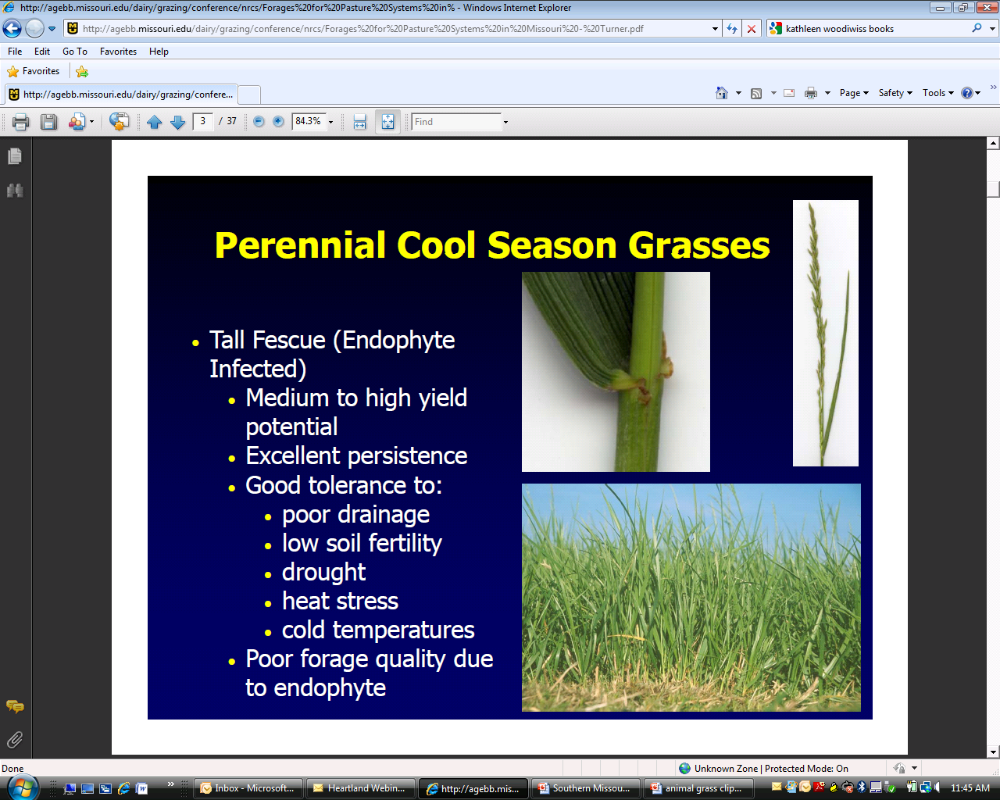 http://agebb.missouri.edu/dairy/grazing/conference/nrcs/Forages%20for%20Pasture%20Systems%20in% - Windows Internet Explorer
http://agebb.missouri.edu/dairy/grazing/conference/nrcs/Forages%20for%20Pasture%20Systems%20in%20Missouri%20-%20Turner.pdf
kathleen woodiwiss books
File Edit Go To Favorites Help
Favorites
http://agebb.missouri.edu/dairy/grazing/confere...
Page Safety Tools
3 / 37 84.3% Find
Perennial Cool Season Grasses
• Tall Fescue (Endophyte
Infected)
• Medium to high yield
potential
• Excellent persistence
• Good tolerance to:
• poor drainage
• low soil fertility
• drought
• heat stress
• cold temperatures
• Poor forage quality due
to endophyte
Done Unknown Zone | Protected Mode: On
Inbox - Microsoft... Heartland Webin... http://agebb.mis... Southern Missou... animal grass clip... 11:45 AM